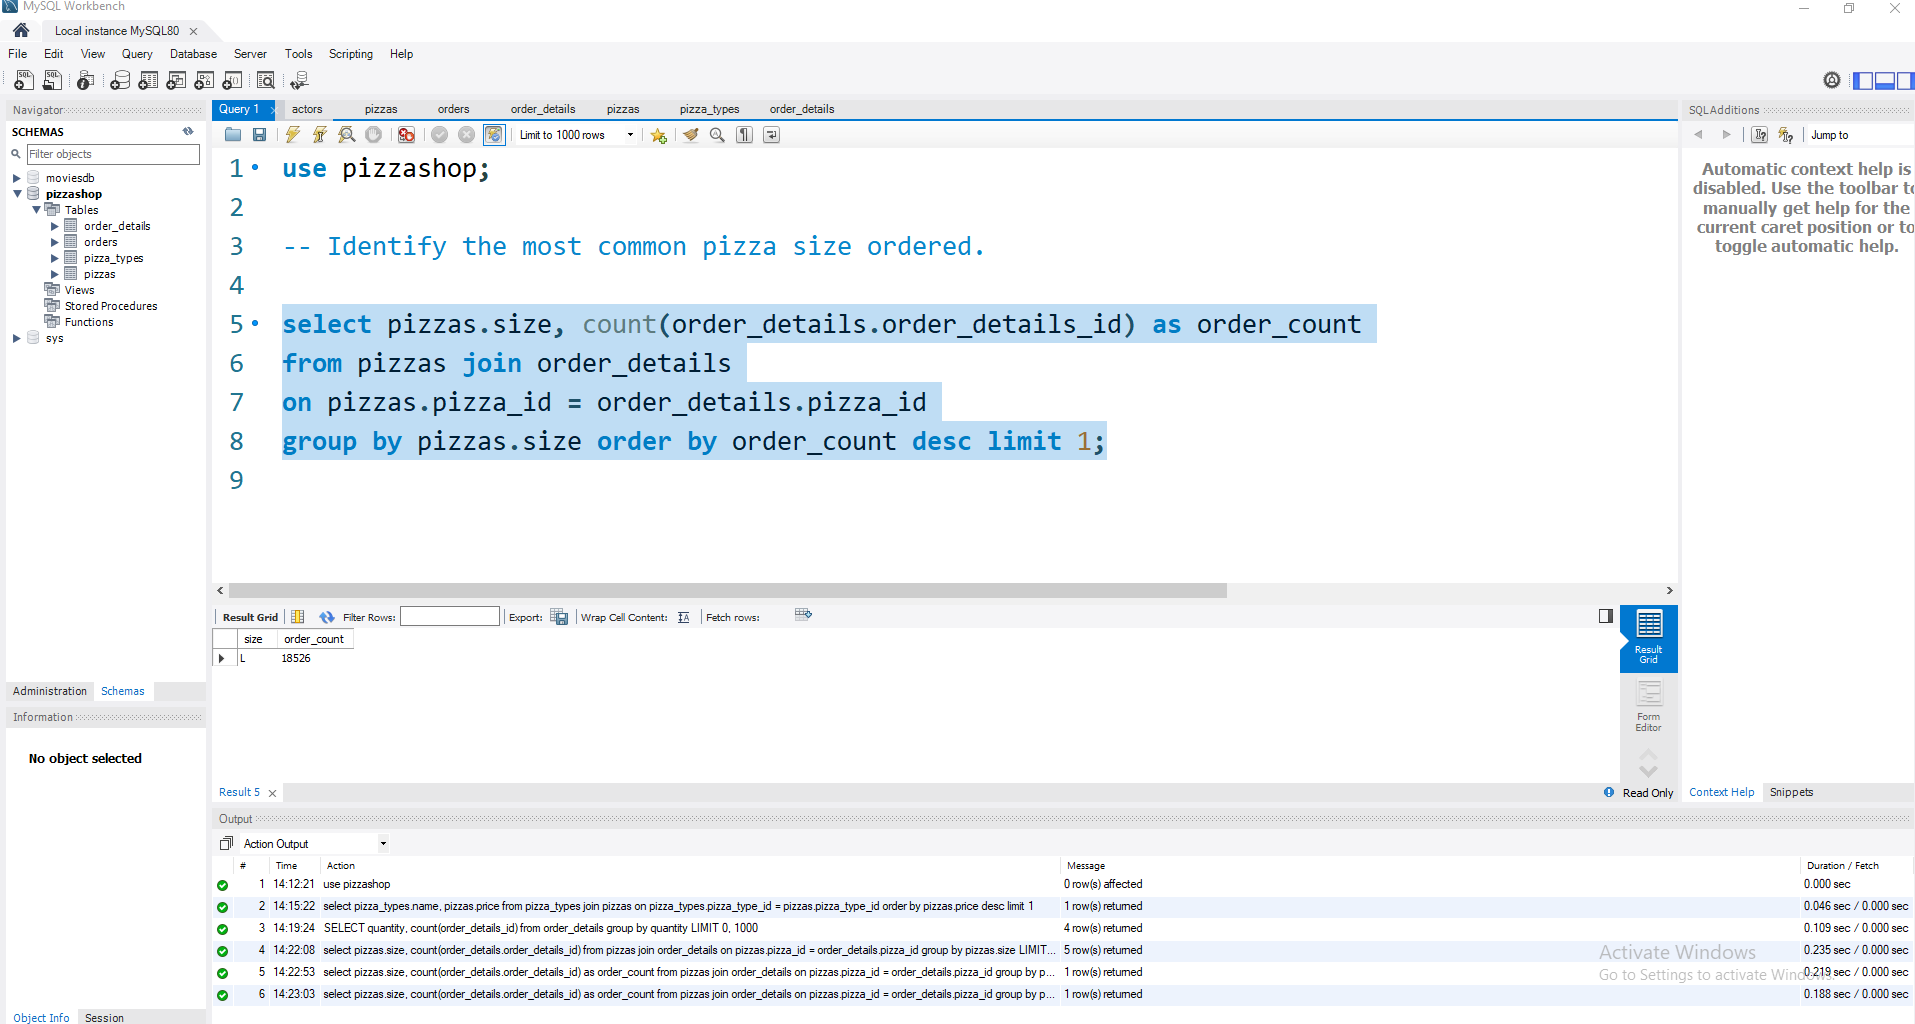 MySQL Workbench
Local instance MySQL80
File Edit View Query Database Server Tools Scripting Help
Navigator
SCHEMAS
Filter objects
moviesdb
pizzashop
Tables
order_details
orders
pizza_types
pizzas
Views
Stored Procedures
Functions
sys
Administration Schemas
Information
No object selected
Object Info Session
Query 1 actors pizzas orders order_details pizzas pizza_types order_details
Limit to 1000 rows
1 use pizzashop;
2
3 -- Identify the most common pizza size ordered.
4
5 select pizzas.size, count(order_details.order_details_id) as order_count
6 from pizzas join order_details
7 on pizzas.pizza_id = order_details.pizza_id
8 group by pizzas.size order by order_count desc limit 1;
9
Result Grid Filter Rows: Export: Wrap Cell Content: Fetch rows:
size order_count
L 18526
Result
Grid
Form
Editor
Result 5 Read Only
SQLAdditions
Jump to
Automatic context help is
disabled. Use the toolbar to
manually get help for the
current caret position or to
toggle automatic help.
Context Help Snippets
Output
Action Output
# Time Action Message Duration / Fetch
1 14:12:21 use pizzashop 0 row(s) affected 0.000 sec
2 14:15:22 select pizza_types.name, pizzas.price from pizza_types join pizzas on pizza_types.pizza_type_id = pizzas.pizza_type_id order by pizzas.price desc limit 1 1 row(s) returned 0.046 sec / 0.000 sec
3 14:19:24 SELECT quantity, count(order_details_id) from order_details group by quantity LIMIT 0, 1000 4 row(s) returned 0.109 sec / 0.000 sec
4 14:22:08 select pizzas.size, count(order_details.order_details_id) from pizzas join order_details on pizzas.pizza_id = order_details.pizza_id group by pizzas.size LIMIT... 5 row(s) returned 0.235 sec / 0.000 sec
5 14:22:53 select pizzas.size, count(order_details.order_details_id) as order_count from pizzas join order_details on pizzas.pizza_id = order_details.pizza_id group by p... 1 row(s) returned 0.219 sec / 0.000 sec
6 14:23:03 select pizzas.size, count(order_details.order_details_id) as order_count from pizzas join order_details on pizzas.pizza_id = order_details.pizza_id group by p... 1 row(s) returned 0.188 sec / 0.000 sec
Activate Windows
Go to Settings to activate Windows.